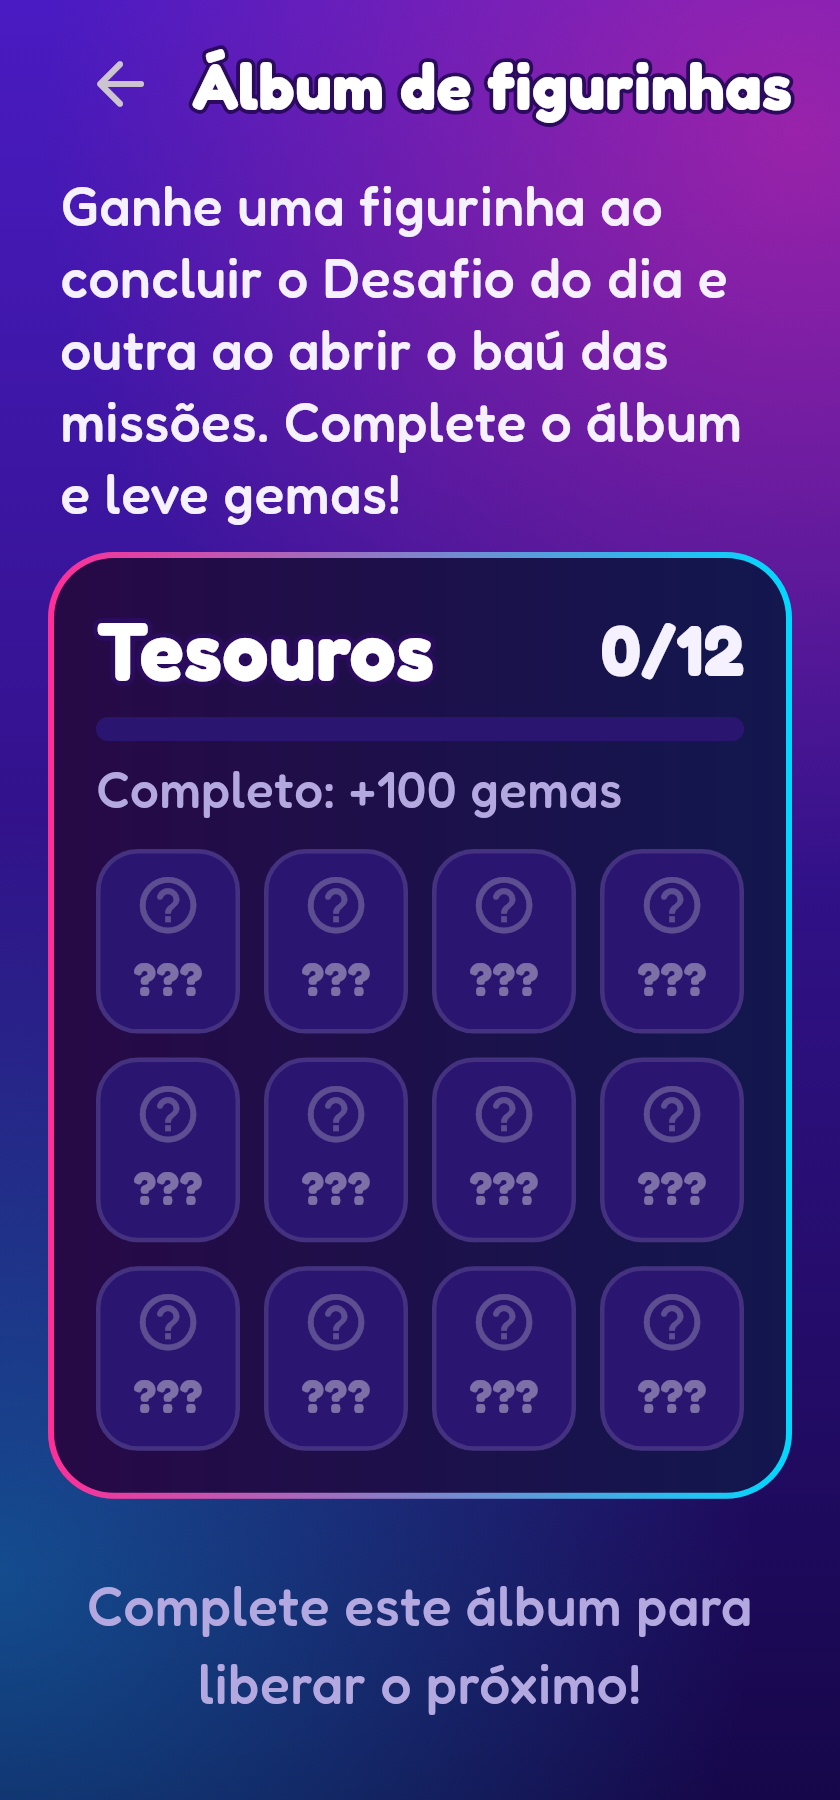 Álbum de figurinhas
Ganhe uma figurinha ao
concluir o Desafio do dia e
outra ao abrir o baú das
missões. Complete o álbum
e leve gemas!
Tesouros 0/12
Completo: +100 gemas
? ? ? ?
??? ??? ??? ???
? ? ? ?
??? ??? ??? ???
? ? ? ?
??? ??? ??? ???
Complete este álbum para
liberar o próximo!